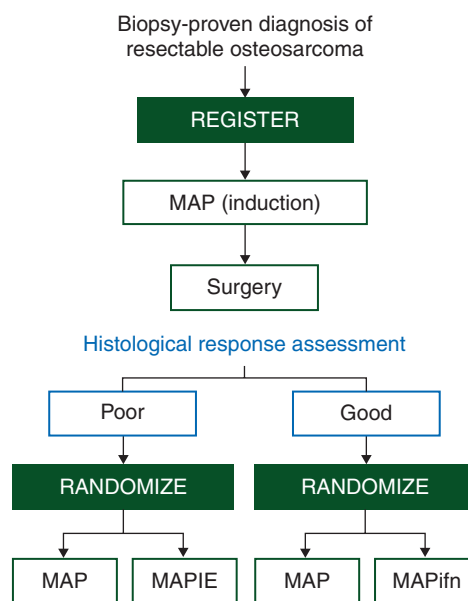 Biopsy-proven diagnosis of
resectable osteosarcoma
REGISTER
MAP (induction)
Surgery
Histological response assessment
Poor
Good
RANDOMIZE
RANDOMIZE
MAP
MAPIE
MAP
MAPifn